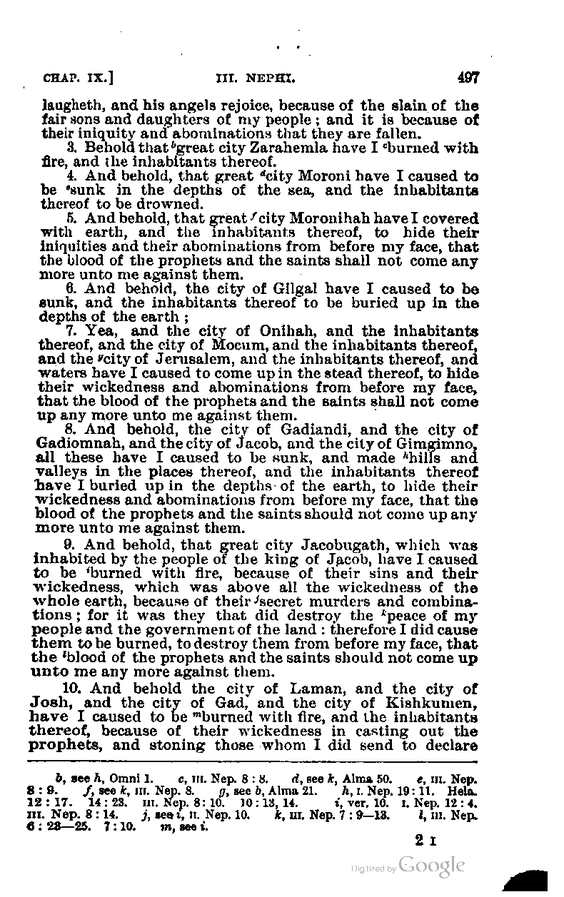 CHAP. IX.] III. NEPHI. 497
laugheth, and his angels rejoice, because of the slain of the
fair sons and daughters of my people ; and it is because of
their iniquity and abominations that they are fallen.
3. Behold that ᵇgreat city Zarahemla have I ᶜburned with
fire, and the inhabitants thereof.
4. And behold, that great ᵈcity Moroni have I caused to
be ᵉsunk in the depths of the sea, and the inhabitants
thereof to be drowned.
5. And behold, that great ᶠcity Moronihah have I covered
with earth, and the inhabitants thereof, to hide their
iniquities and their abominations from before my face, that
the blood of the prophets and the saints shall not come any
more unto me against them.
6. And behold, the city of Gilgal have I caused to be
sunk, and the inhabitants thereof to be buried up in the
depths of the earth ;
7. Yea, and the city of Onihah, and the inhabitants
thereof, and the city of Mocum, and the inhabitants thereof,
and the ᵍcity of Jerusalem, and the inhabitants thereof, and
waters have I caused to come up in the stead thereof, to hide
their wickedness and abominations from before my face,
that the blood of the prophets and the saints shall not come
up any more unto me against them.
8. And behold, the city of Gadiandi, and the city of
Gadiomnah, and the city of Jacob, and the city of Gimgimno,
all these have I caused to be sunk, and made ʰhills and
valleys in the places thereof, and the inhabitants thereof
have I buried up in the depths of the earth, to hide their
wickedness and abominations from before my face, that the
blood of the prophets and the saints should not come up any
more unto me against them.
9. And behold, that great city Jacobugath, which was
inhabited by the people of the king of Jacob, have I caused
to be ⁱburned with fire, because of their sins and their
wickedness, which was above all the wickedness of the
whole earth, because of their ʲsecret murders and combina-
tions ; for it was they that did destroy the ᵏpeace of my
people and the government of the land : therefore I did cause
them to be burned, to destroy them from before my face, that
the ˡblood of the prophets and the saints should not come up
unto me any more against them.
10. And behold the city of Laman, and the city of
Josh, and the city of Gad, and the city of Kishkumen,
have I caused to be ᵐburned with fire, and the inhabitants
thereof, because of their wickedness in casting out the
prophets, and stoning those whom I did send to declare
b, see h, Omni 1. c, III. Nep. 8 : 8. d, see k, Alma 50. e, III. Nep.
8 : 9. f, see k, III. Nep. 8. g, see b, Alma 21. h, I. Nep. 19 : 11. Hela.
12 : 17. 14 : 23. III. Nep. 8 : 10. 10 : 13, 14. i, ver. 10. I. Nep. 12 : 4.
III. Nep. 8 : 14. j, see i, II. Nep. 10. k, III. Nep. 7 : 9—13. l, III. Nep.
6 : 23—25. 7 : 10. m, see i.
2 I
Digitized by Google